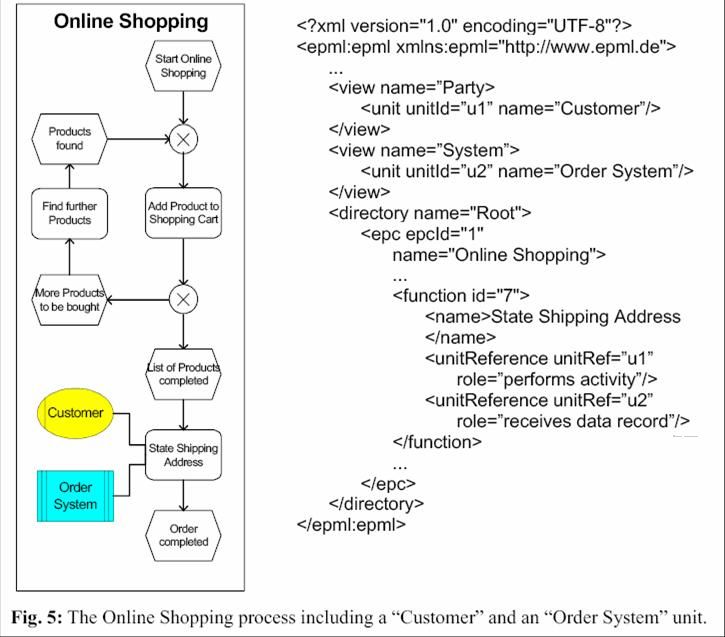 Online Shopping
Start Online
Shopping
Products
found
Find further
Products
Add Product to
Shopping Cart
More Products
to be bought
List of Products
completed
Customer
State Shipping
Address
Order
System
Order
completed
<?xml version="1.0" encoding="UTF-8"?>
<epml:epml xmlns:epml="http://www.epml.de">
...
<view name=”Party>
<unit unitId=”u1” name=”Customer”/>
</view>
<view name=”System”>
<unit unitId=”u2” name=”Order System”/>
</view>
<directory name="Root">
<epc epcId="1"
name="Online Shopping">
...
<function id="7">
<name>State Shipping Address
</name>
<unitReference unitRef=”u1”
role=”performs activity”/>
<unitReference unitRef=”u2”
role=”receives data record”/>
</function>
...
</epc>
</directory>
</epml:epml>
Fig. 5: The Online Shopping process including a “Customer” and an “Order System” unit.